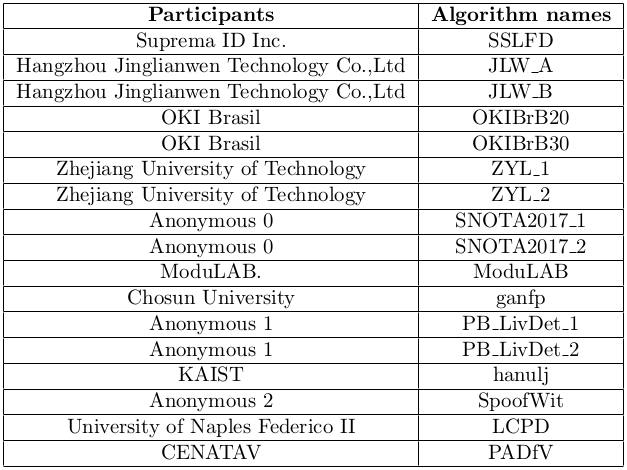 Participants Algorithm names
Suprema ID Inc. SSLFD
Hangzhou Jinglianwen Technology Co.,Ltd JLW_A
Hangzhou Jinglianwen Technology Co.,Ltd JLW_B
OKI Brasil OKIBrB20
OKI Brasil OKIBrB30
Zhejiang University of Technology ZYL_1
Zhejiang University of Technology ZYL_2
Anonymous 0 SNOTA2017_1
Anonymous 0 SNOTA2017_2
ModuLAB. ModuLAB
Chosun University ganfp
Anonymous 1 PB_LivDet_1
Anonymous 1 PB_LivDet_2
KAIST hanulj
Anonymous 2 SpoofWit
University of Naples Federico II LCPD
CENATAV PADfV